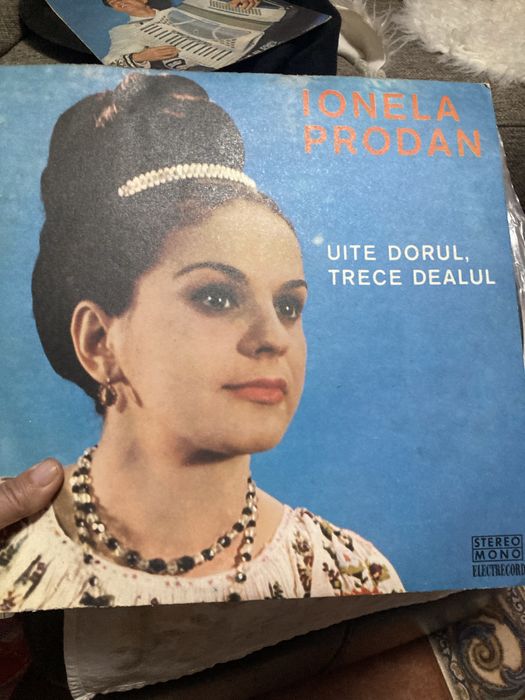 IONELA
PRODAN
UITE DORUL,
TRECE DEALUL
STEREO
MONO
ELECTRECORD